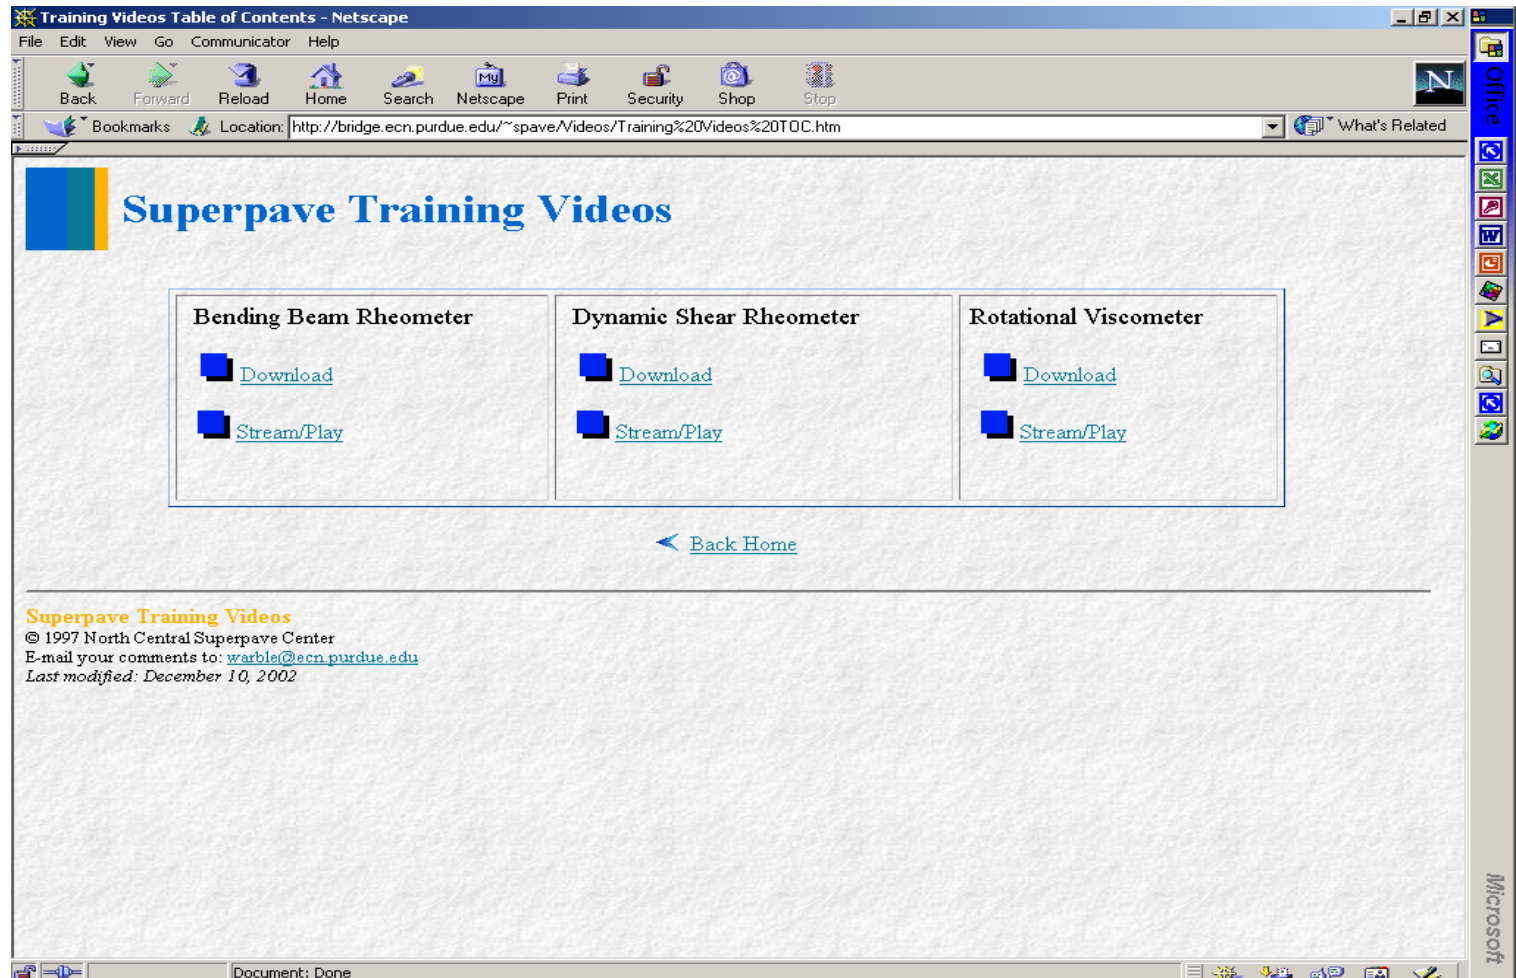 Training Videos Table of Contents - Netscape
File Edit View Go Communicator Help
Back Forward Reload Home Search Netscape Print Security Shop Stop
My
N
Bookmarks Location: http://bridge.ecn.purdue.edu/~spave/Videos/Training%20Videos%20TOC.htm What's Related
Office
Superpave Training Videos
Bending Beam Rheometer Dynamic Shear Rheometer Rotational Viscometer
Download Download Download
Stream/Play Stream/Play Stream/Play
Back Home
Superpave Training Videos
© 1997 North Central Superpave Center
E-mail your comments to: warble@ecn.purdue.edu
Last modified: December 10, 2002
Microsoft
Document: Done